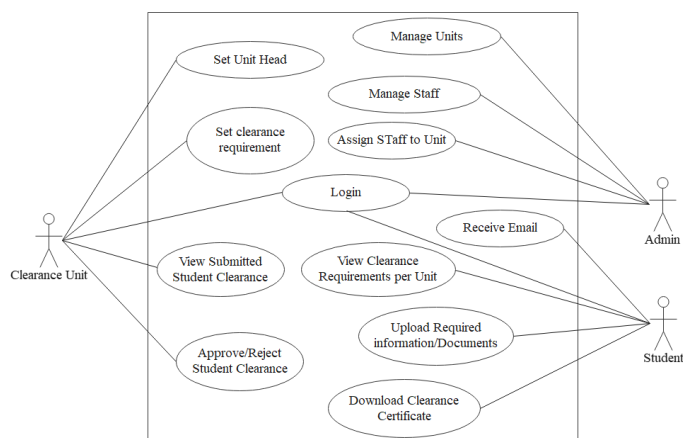 Manage Units
Set Unit Head
Manage Staff
Set clearance
requirement
Assign STaff to Unit
Login
Receive Email
Admin
Clearance Unit
View Submitted
Student Clearance
View Clearance
Requirements per Unit
Upload Required
information/Documents
Approve/Reject
Student Clearance
Student
Download Clearance
Certificate